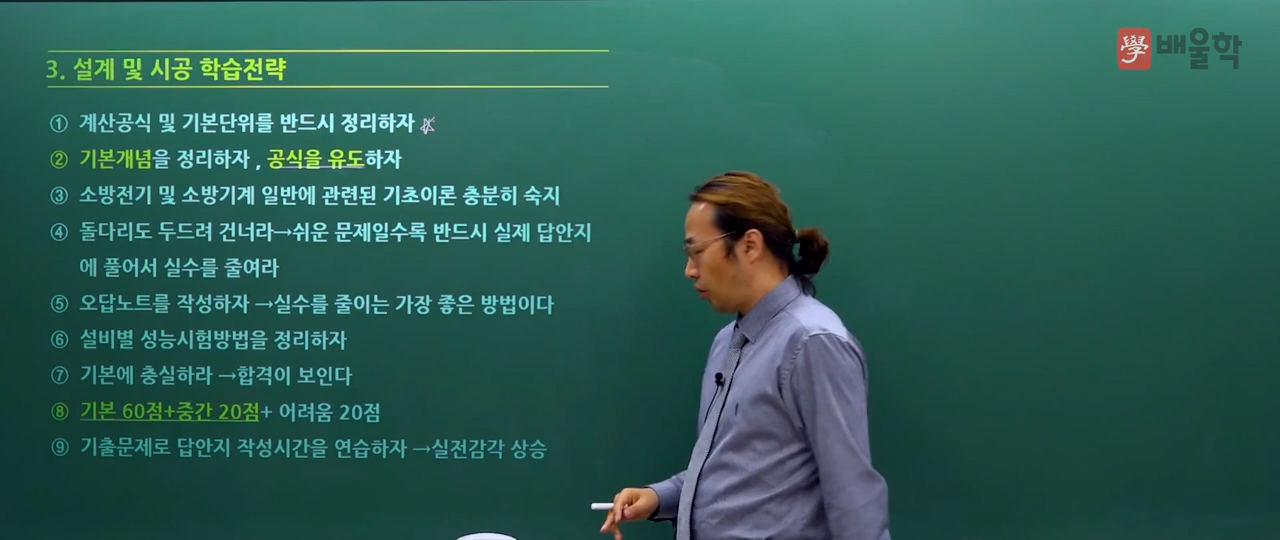 學 배울학
3. 설계 및 시공 학습전략
① 계산공식 및 기본단위를 반드시 정리하자
② 기본개념을 정리하자 , 공식을 유도하자
③ 소방전기 및 소방기계 일반에 관련된 기초이론 충분히 숙지
④ 돌다리도 두드려 건너라→쉬운 문제일수록 반드시 실제 답안지
에 풀어서 실수를 줄여라
⑤ 오답노트를 작성하자 →실수를 줄이는 가장 좋은 방법이다
⑥ 설비별 성능시험방법을 정리하자
⑦ 기본에 충실하라 →합격이 보인다
⑧ 기본 60점+중간 20점+ 어려움 20점
⑨ 기출문제로 답안지 작성시간을 연습하자 →실전감각 상승